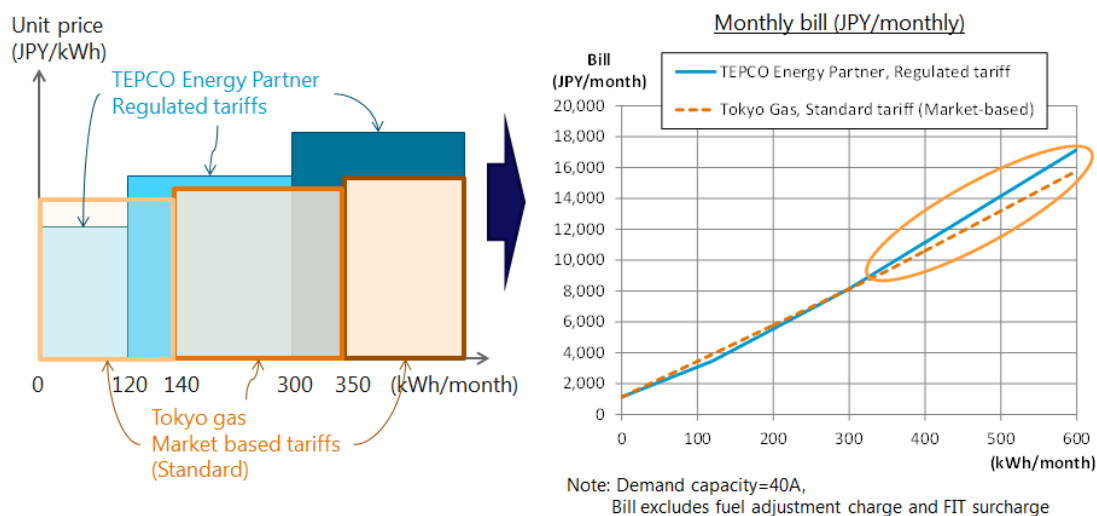 Unit price
(JPY/kWh)
TEPCO Energy Partner
Regulated tariffs
0
120
140
300
350
(kWh/month)
Tokyo gas
Market based tariffs
(Standard)
Monthly bill (JPY/monthly)
Bill
(JPY/month)
TEPCO Energy Partner, Regulated tariff
Tokyo Gas, Standard tariff (Market-based)
20,000
18,000
16,000
14,000
12,000
10,000
8,000
6,000
4,000
2,000
0
0
100
200
300
400
500
600
(kWh/month)
Note: Demand capacity=40A,
Bill excludes fuel adjustment charge and FIT surcharge